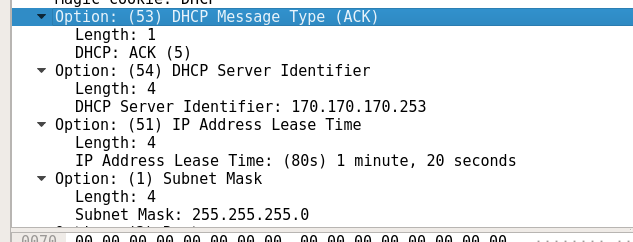 Magic cookie: DHCP
Option: (53) DHCP Message Type (ACK)
Length: 1
DHCP: ACK (5)
Option: (54) DHCP Server Identifier
Length: 4
DHCP Server Identifier: 170.170.170.253
Option: (51) IP Address Lease Time
Length: 4
IP Address Lease Time: (80s) 1 minute, 20 seconds
Option: (1) Subnet Mask
Length: 4
Subnet Mask: 255.255.255.0
0070 00 00 00 00 00 00 00 00 00 00 00 00 00 00 00 00 ........ ..